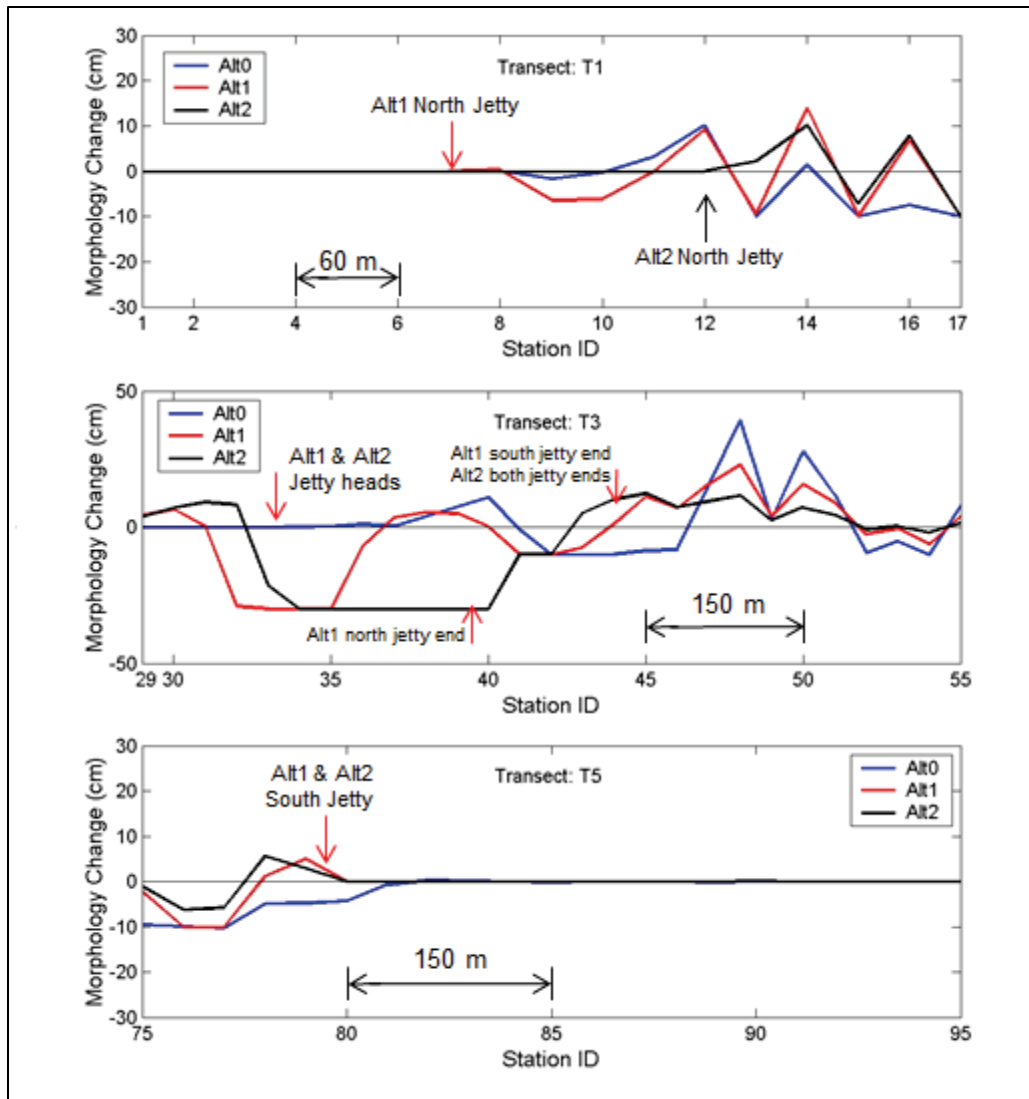 30
20
10
0
-10
-20
-30
Morphology Change (cm)
Alt0
Alt1
Alt2
Transect: T1
Alt1 North Jetty
Alt2 North Jetty
60 m
1 2 4 6 8 10 12 14 16 17
Station ID
50
0
-50
Morphology Change (cm)
Alt0
Alt1
Alt2
Transect: T3
Alt1 & Alt2
Jetty heads
Alt1 south jetty end
Alt2 both jetty ends
Alt1 north jetty end
150 m
29 30 35 40 45 50 55
Station ID
30
20
10
0
-10
-20
-30
Morphology Change (cm)
Alt1 & Alt2
South Jetty
Transect: T5
Alt0
Alt1
Alt2
150 m
75 80 85 90 95
Station ID